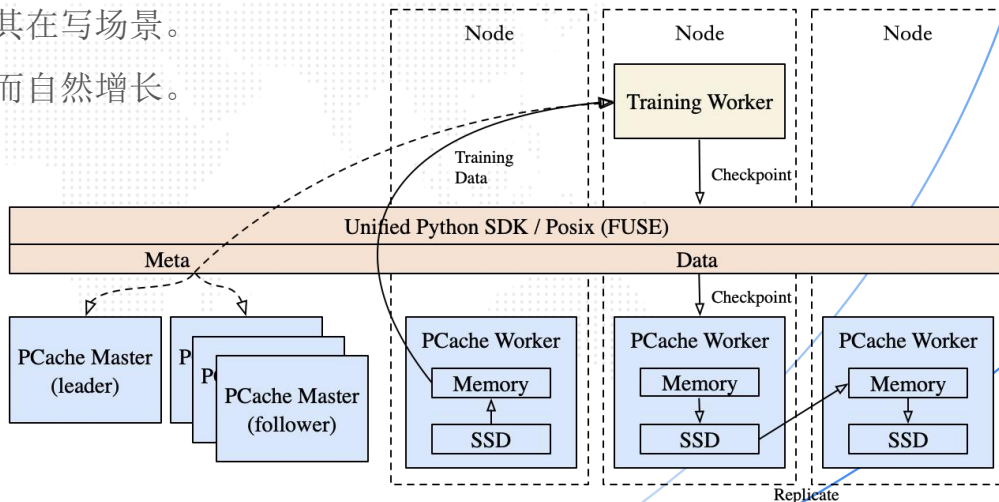 其在写场景。
而自然增长。
Node
Node
Node
Training Worker
Training
Data
Checkpoint
Unified Python SDK / Posix (FUSE)
Meta
Data
Checkpoint
PCache Master
(leader)
PCache Master
(follower)
PCache Worker
Memory
SSD
PCache Worker
Memory
SSD
PCache Worker
Memory
SSD
Replicate